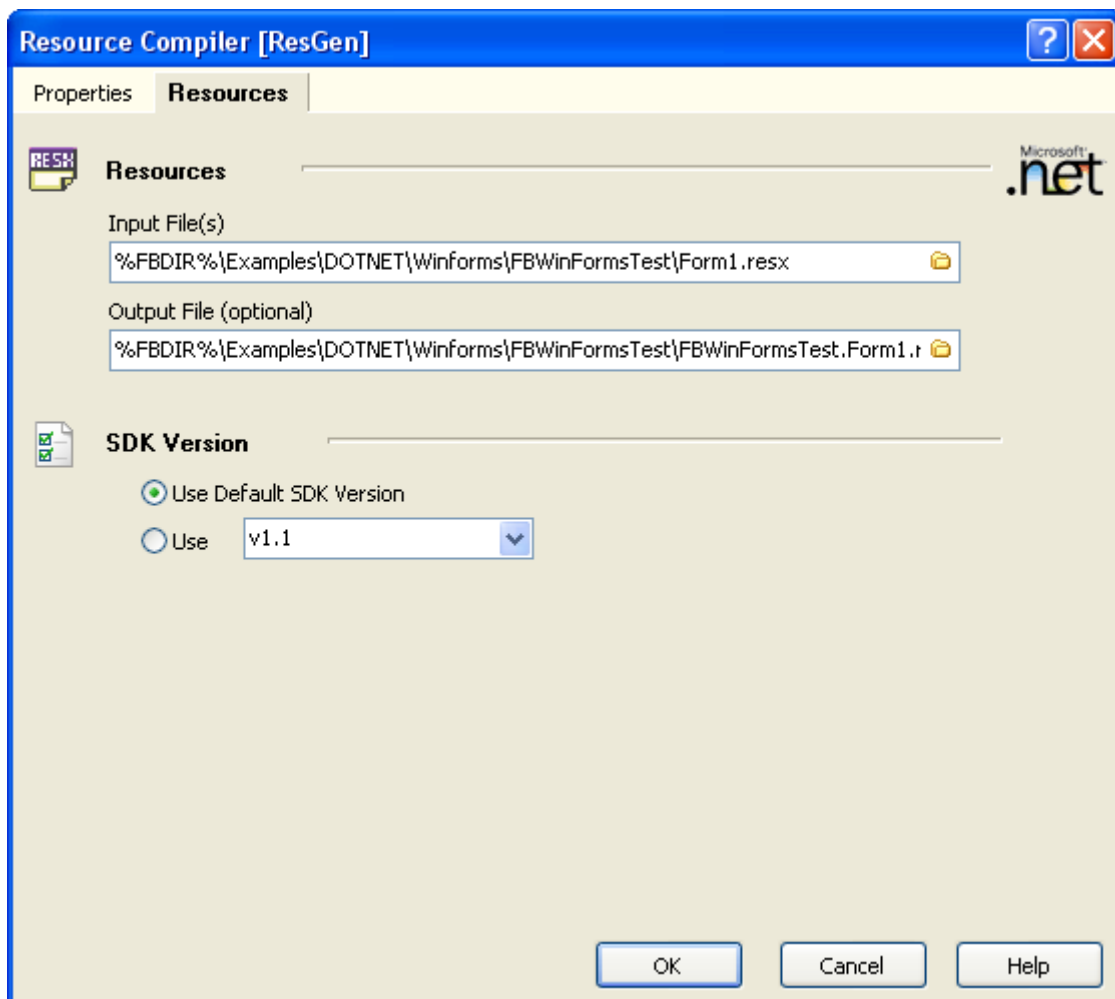 Resource Compiler [ResGen]
Properties Resources
RESX
Resources
Microsoft
.net
Input File(s)
%FBDIR%\Examples\DOTNET\Winforms\FBWinFormsTest\Form1.resx
Output File (optional)
%FBDIR%\Examples\DOTNET\Winforms\FBWinFormsTest\FBWinFormsTest.Form1.r
SDK Version
Use Default SDK Version
Use v1.1
OK Cancel Help